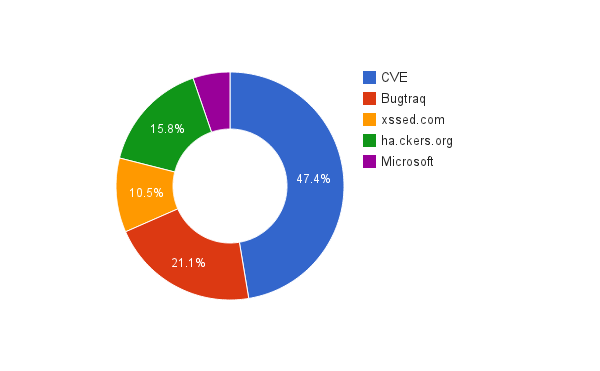 CVE
Bugtraq
xssed.com
ha.ckers.org
Microsoft
15.8%
47.4%
10.5%
21.1%